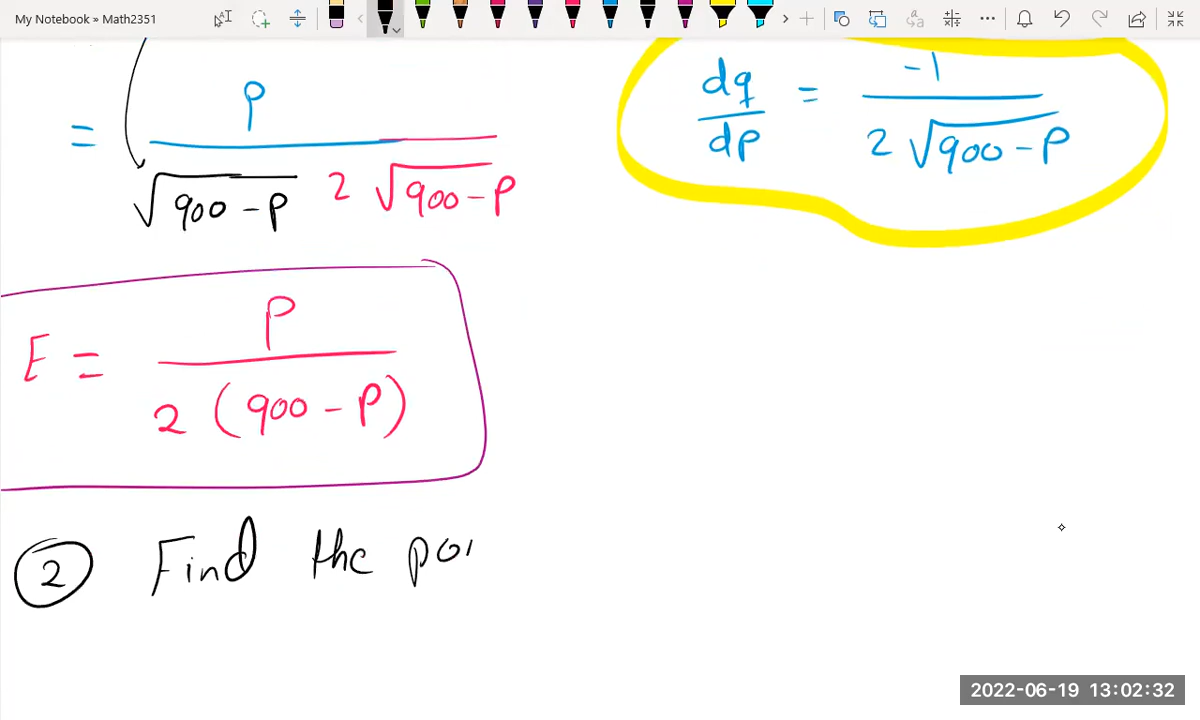 My Notebook » Math2351
= p / √900 - p 2 √900 - p
dq/dp = -1 / 2 √900 - p
E = p / 2 (900 - p)
2 Find the poi
2022-06-19 13:02:32